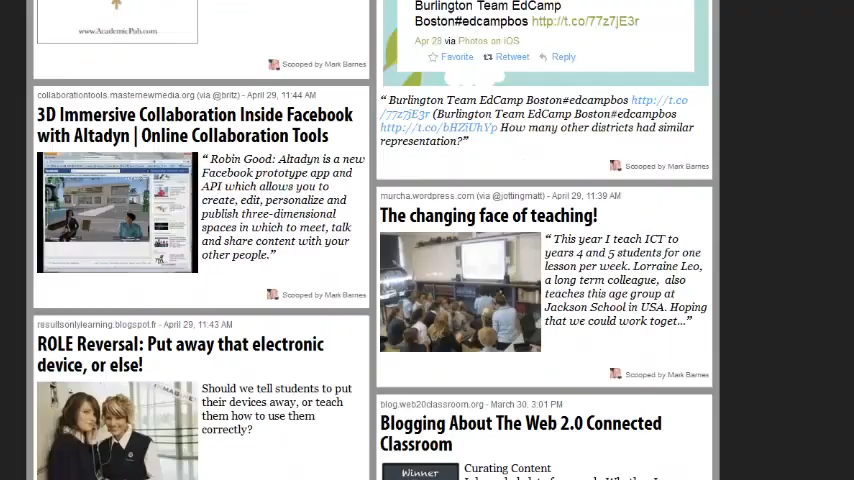 www.AcademicPub.com
Scooped by Mark Barnes
collaborationtools.masternewmedia.org (via @britz) - April 29, 11:44 AM
3D Immersive Collaboration Inside Facebook
with Altadyn | Online Collaboration Tools
“ Robin Good: Altadyn is a new
Facebook prototype app and
API which allows you to
create, edit, personalize and
publish three-dimensional
spaces in which to meet, talk
and share content with your
other people.”
Scooped by Mark Barnes
resultsonlylearning.blogspot.fr - April 29, 11:43 AM
ROLE Reversal: Put away that electronic
device, or else!
Should we tell students to put
their devices away, or teach
them how to use them
correctly?
Burlington Team EdCamp
Boston#edcampbos http://t.co/77z7jE3r
Apr 28 via Photos on iOS
Favorite Retweet Reply
“ Burlington Team EdCamp Boston#edcampbos http://t.co
/77z7jE3r (Burlington Team EdCamp Boston#edcampbos
http://t.co/bHZiUhYp How many other districts had similar
representation?”
Scooped by Mark Barnes
murcha.wordpress.com (via @jottingmatt) - April 29, 11:39 AM
The changing face of teaching!
“ This year I teach ICT to
years 4 and 5 students for one
lesson per week. Lorraine Leo,
a long term colleague, also
teaches this age group at
Jackson School in USA. Hoping
that we could work toget...”
Scooped by Mark Barnes
blog.web20classroom.org - March 30, 3:01 PM
Blogging About The Web 2.0 Connected
Classroom
Winner
Curating Content